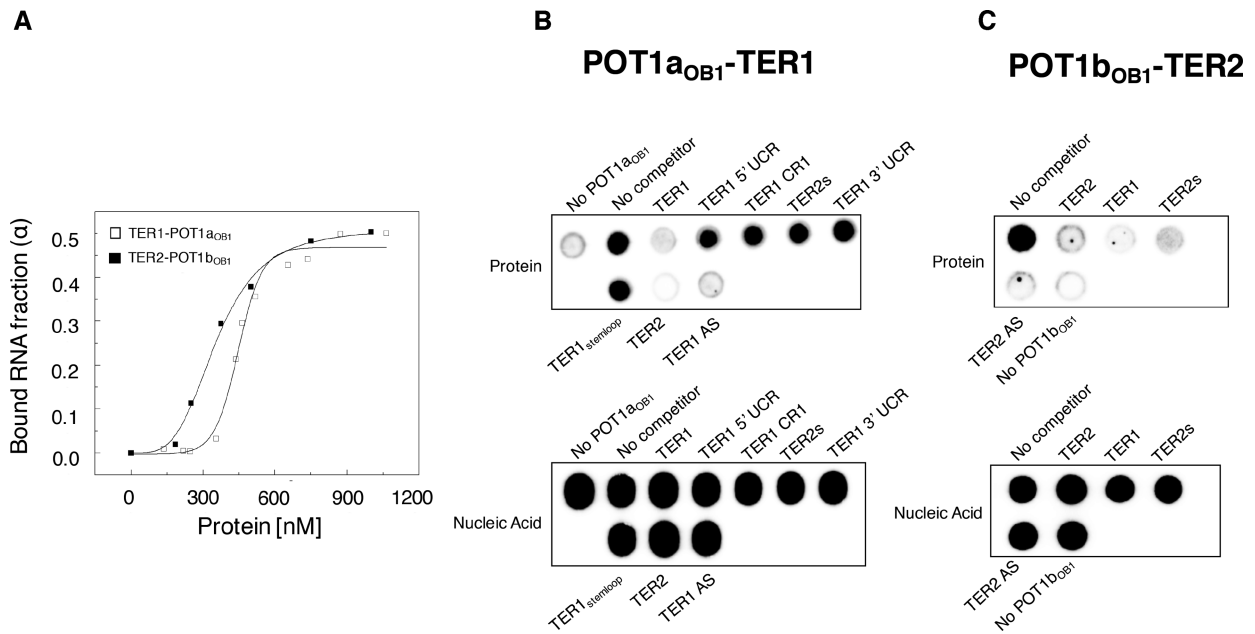 A
B
C
POT1aOB1-TER1
POT1bOB1-TER2
Bound RNA fraction (α)
0.5
0.4
0.3
0.2
0.1
0.0
TER1-POT1aOB1
TER2-POT1bOB1
0 300 600 900 1200
Protein [nM]
No POT1aOB1
No competitor
TER1
TER1 5' UCR
TER1 CR1
TER2s
TER1 3' UCR
Protein
TER1stemloop
TER2
TER1 AS
No POT1aOB1
No competitor
TER1
TER1 5' UCR
TER1 CR1
TER2s
TER1 3' UCR
Nucleic Acid
TER1stemloop
TER2
TER1 AS
No competitor
TER2
TER1
TER2s
Protein
TER2 AS
No POT1bOB1
No competitor
TER2
TER1
TER2s
Nucleic Acid
TER2 AS
No POT1bOB1